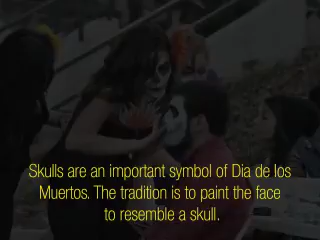 Skulls are an important symbol of Dia de los
Muertos. The tradition is to paint the face
to resemble a skull.